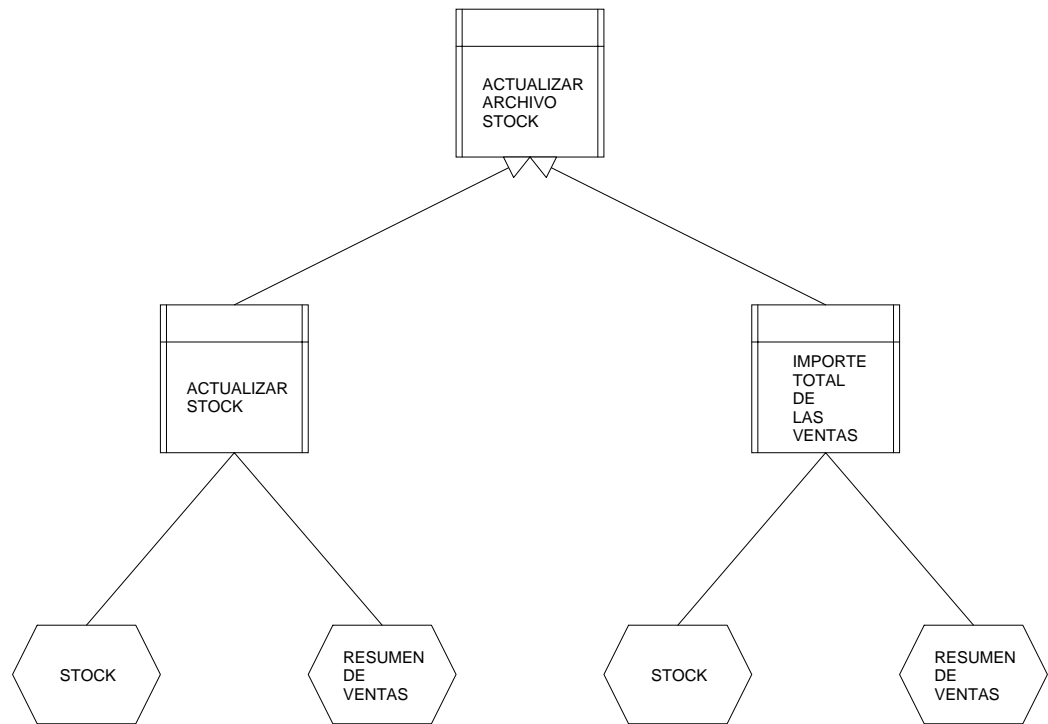 ACTUALIZAR
ARCHIVO
STOCK
ACTUALIZAR
STOCK
IMPORTE
TOTAL
DE
LAS
VENTAS
STOCK
RESUMEN
DE
VENTAS
STOCK
RESUMEN
DE
VENTAS